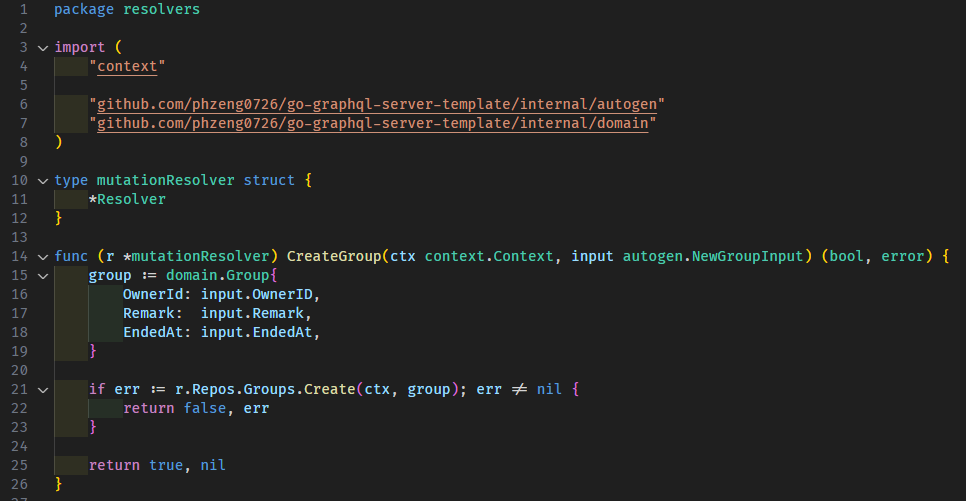 1 package resolvers
2
3 import (
4 "context"
5
6 "github.com/phzeng0726/go-graphql-server-template/internal/autogen"
7 "github.com/phzeng0726/go-graphql-server-template/internal/domain"
8 )
9
10 type mutationResolver struct {
11 *Resolver
12 }
13
14 func (r *mutationResolver) CreateGroup(ctx context.Context, input autogen.NewGroupInput) (bool, error) {
15 group := domain.Group{
16 OwnerId: input.OwnerID,
17 Remark:  input.Remark,
18 EndedAt: input.EndedAt,
19 }
20
21 if err := r.Repos.Groups.Create(ctx, group); err != nil {
22 return false, err
23 }
24
25 return true, nil
26 }
27